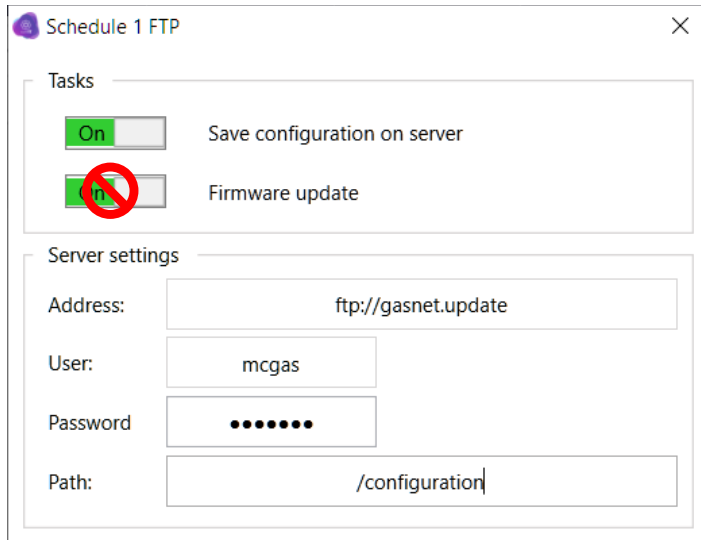 Schedule 1 FTP
Tasks
On Save configuration on server
On Firmware update
Server settings
Address: ftp://gasnet.update
User: mcgas
Password •••••••
Path: /configuration